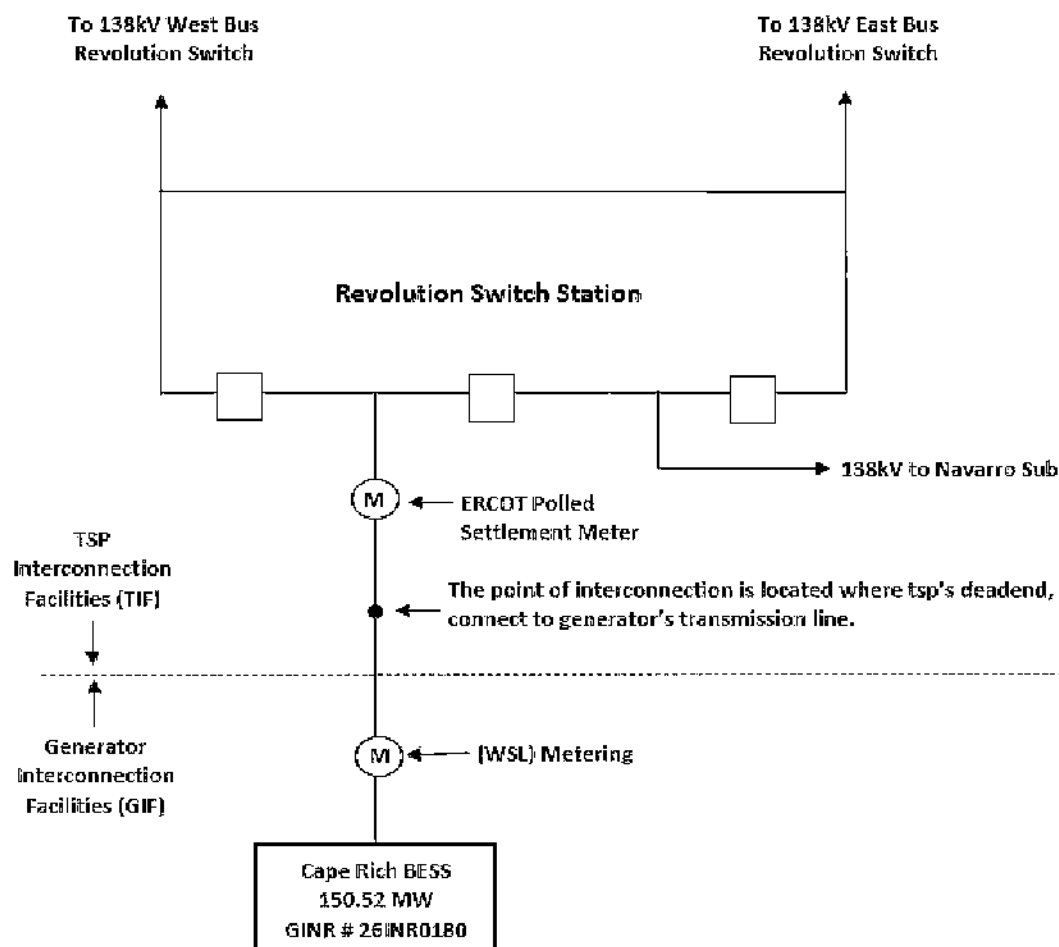 To 138kV West Bus
Revolution Switch
To 138kV East Bus
Revolution Switch
Revolution Switch Station
138kV to Navarro Sub
M
ERCOT Polled
Settlement Meter
TSP
Interconnection
Facilities (TIF)
The point of interconnection is located where tsp's deadend,
connect to generator's transmission line.
Generator
Interconnection
Facilities (GIF)
M
(WSL) Metering
Cape Rich BESS
150.52 MW
GINR # 26INR0180